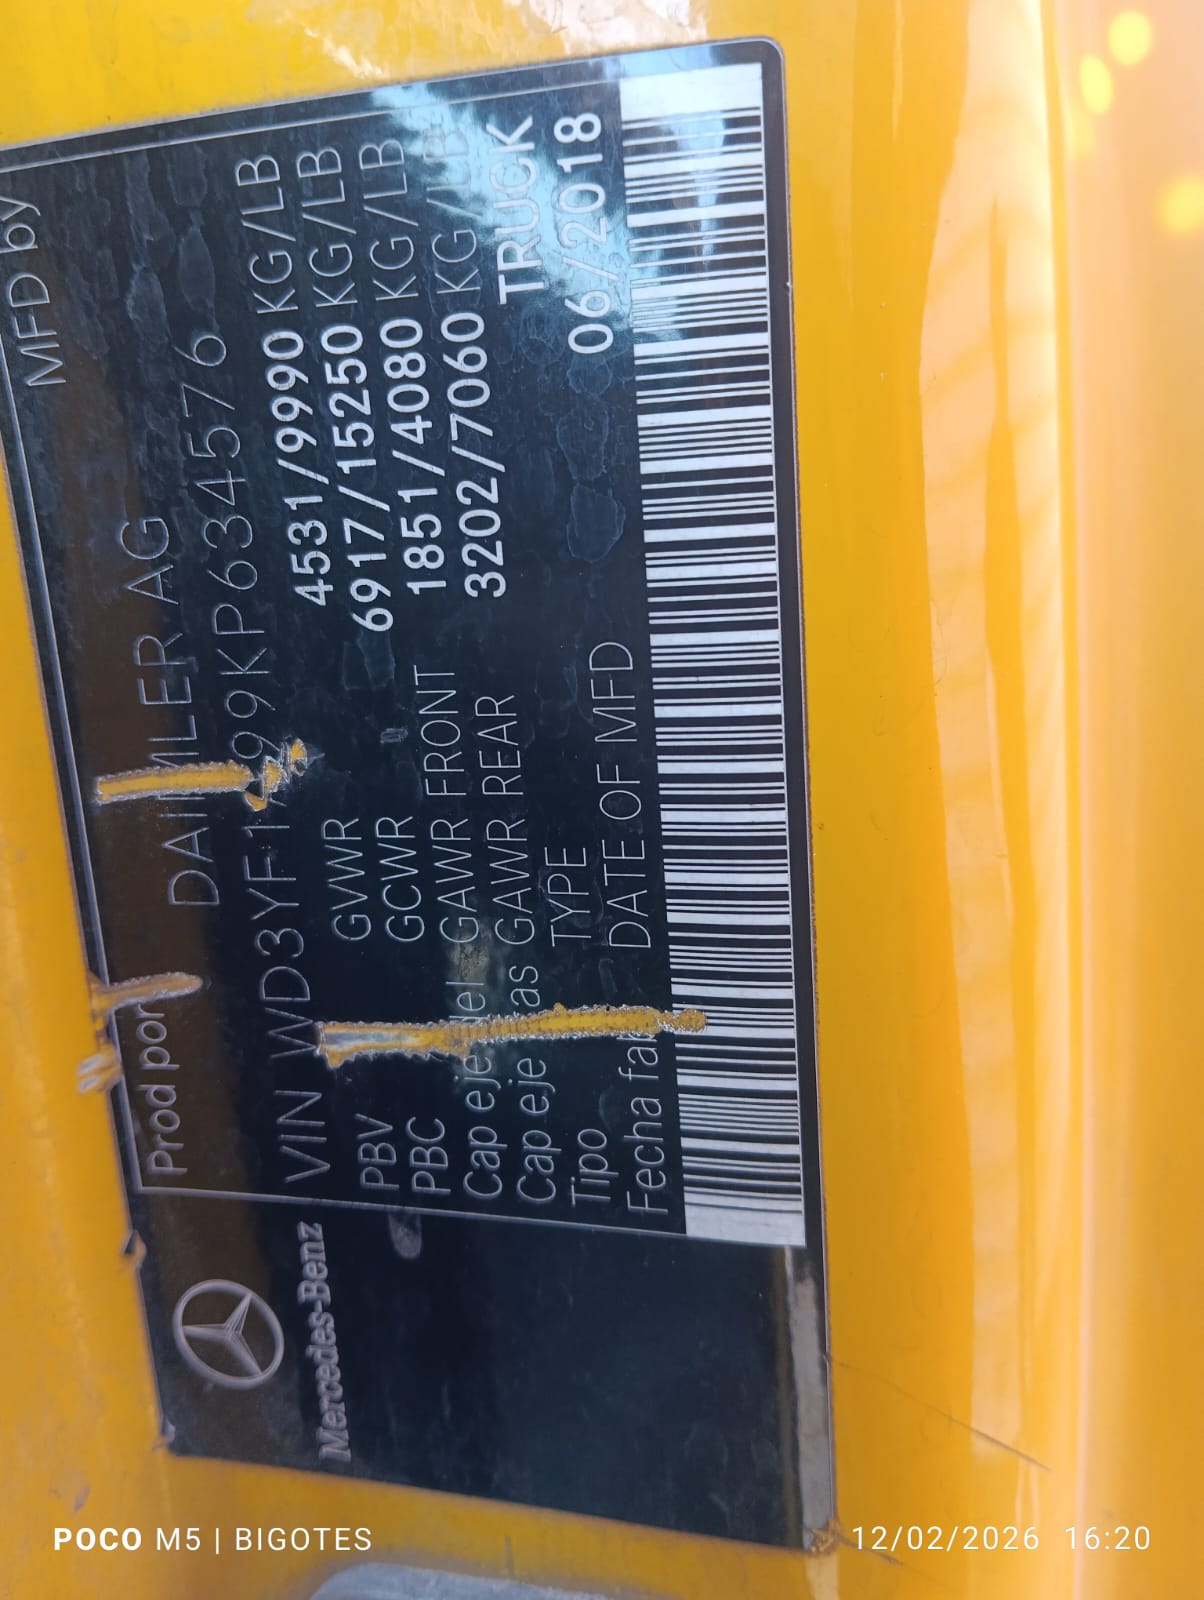 MFD by
Prod por
DAIMLER AG
VIN WD3YF1 99KP634576
PBV GVWR 4531/9990 KG/LB
PBC GCWR 6917/15250 KG/LB
Cap eje del GAWR FRONT 1851/4080 KG/LB
Cap eje as GAWR REAR 3202/7060 KG/LB
Tipo TYPE TRUCK
Fecha fab DATE OF MFD 06/2018
Mercedes-Benz
POCO M5 | BIGOTES
12/02/2026 16:20